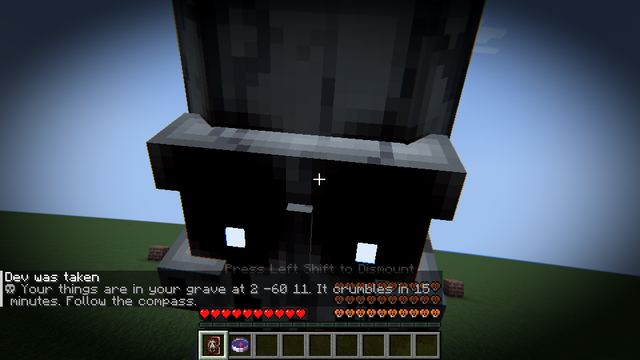 Press Left Shift to Dismount
Dev was taken
☠ Your things are in your grave at 2 -60 11. It crumbles in 15
minutes. Follow the compass.